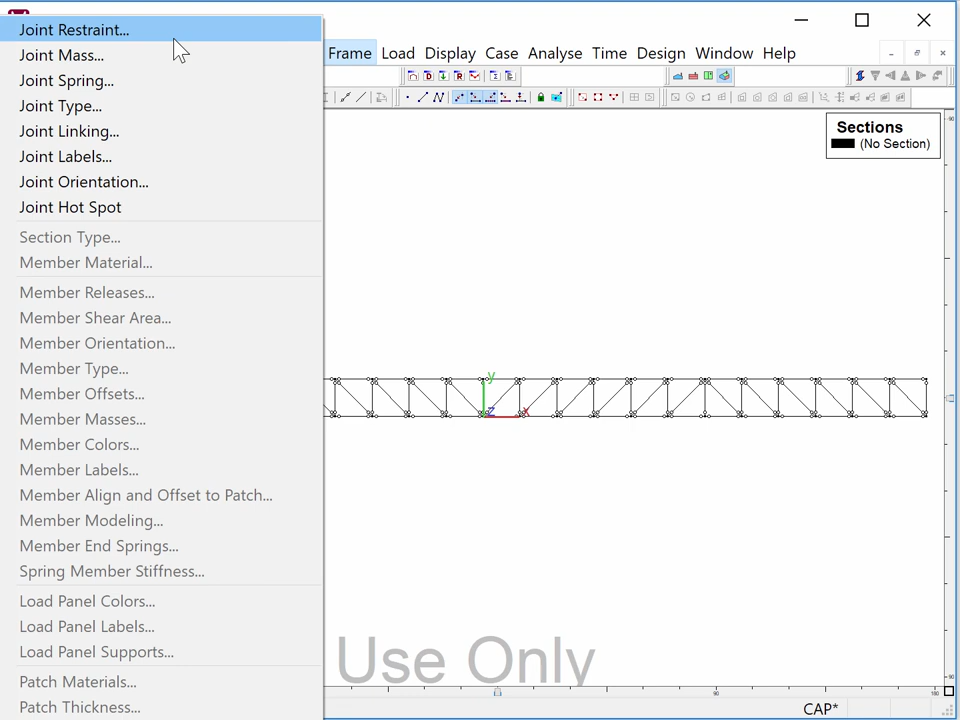 Joint Restraint...
Joint Mass...
Joint Spring...
Joint Type...
Joint Linking...
Joint Labels...
Joint Orientation...
Joint Hot Spot
Section Type...
Member Material...
Member Releases...
Member Shear Area...
Member Orientation...
Member Type...
Member Offsets...
Member Masses...
Member Colors...
Member Labels...
Member Align and Offset to Patch...
Member Modeling...
Member End Springs...
Spring Member Stiffness...
Load Panel Colors...
Load Panel Labels...
Load Panel Supports...
Patch Materials...
Patch Thickness...
Frame Load Display Case Analyse Time Design Window Help
Sections
(No Section)
y
z x
Use Only
90
CAP*